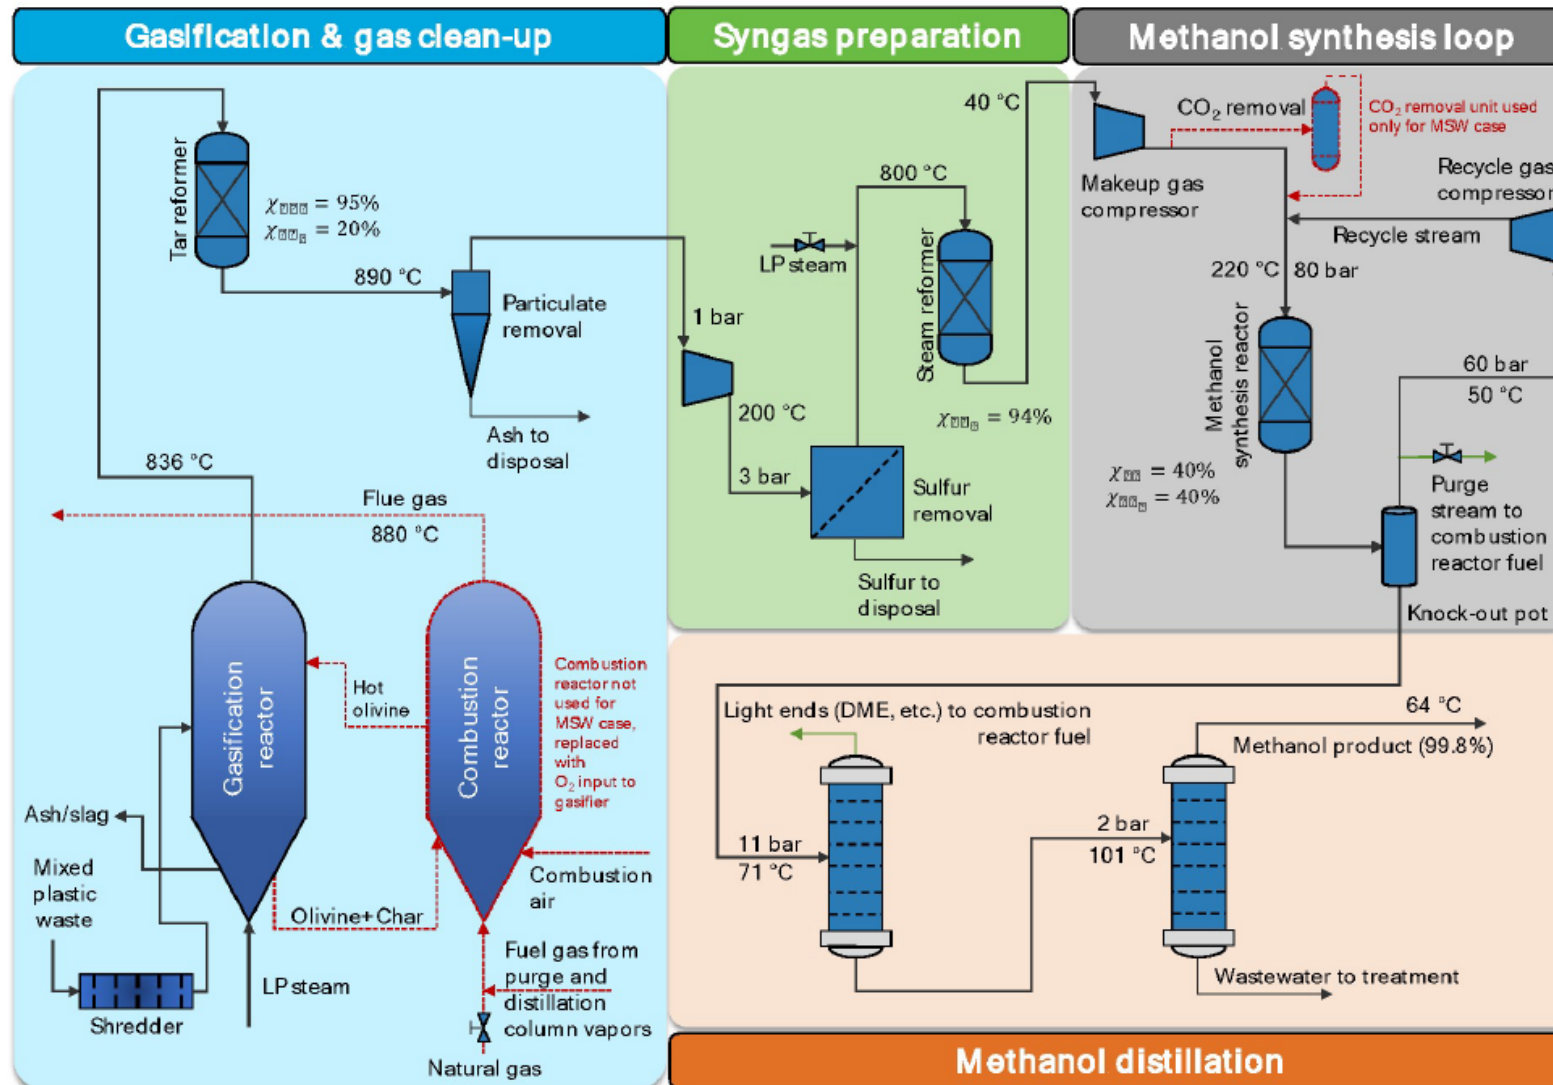 Gasification & gas clean-up
Syngas preparation
Methanol synthesis loop
Tar reformer
= 95%
= 20%
890 °C
Particulate
removal
Ash to
disposal
836 °C
Flue gas
880 °C
Gasification
reactor
Hot
olivine
Combustion
reactor
Combustion
reactor not
used for
MSW case,
replaced
with
O₂ input to
gasifier
Ash/slag
Mixed
plastic
waste
Shredder
LP steam
Olivine+Char
Combustion
air
Fuel gas from
purge and
distillation
column vapors
Natural gas
1 bar
200 °C
3 bar
LP steam
800 °C
Steam reformer
40 °C
= 94%
Sulfur
removal
Sulfur to
disposal
CO₂ removal
CO₂ removal unit used
only for MSW case
Makeup gas
compressor
Recycle gas
compressor
Recycle stream
220 °C
80 bar
Methanol
synthesis reactor
= 40%
= 40%
60 bar
50 °C
Purge
stream to
combustion
reactor fuel
Knock-out pot
Light ends (DME, etc.) to combustion
reactor fuel
11 bar
71 °C
2 bar
101 °C
64 °C
Methanol product (99.8%)
Wastewater to treatment
Methanol distillation